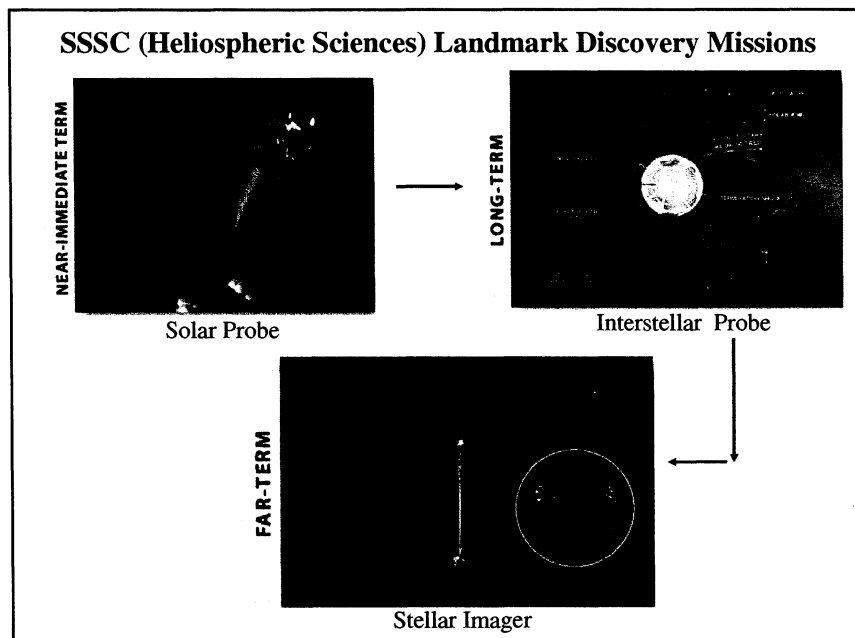 SSSC (Heliospheric Sciences) Landmark Discovery Missions
NEAR-IMMEDIATE TERM
Solar Probe
LONG-TERM
Interstellar Probe
FAR-TERM
Stellar Imager